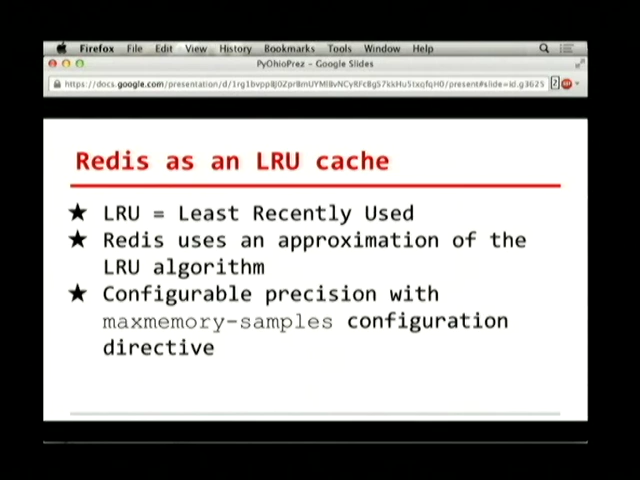 Firefox File Edit View History Bookmarks Tools Window Help
PyOhioPrez - Google Slides
Redis as an LRU cache
★ LRU = Least Recently Used
★ Redis uses an approximation of the
LRU algorithm
★ Configurable precision with
maxmemory-samples configuration
directive